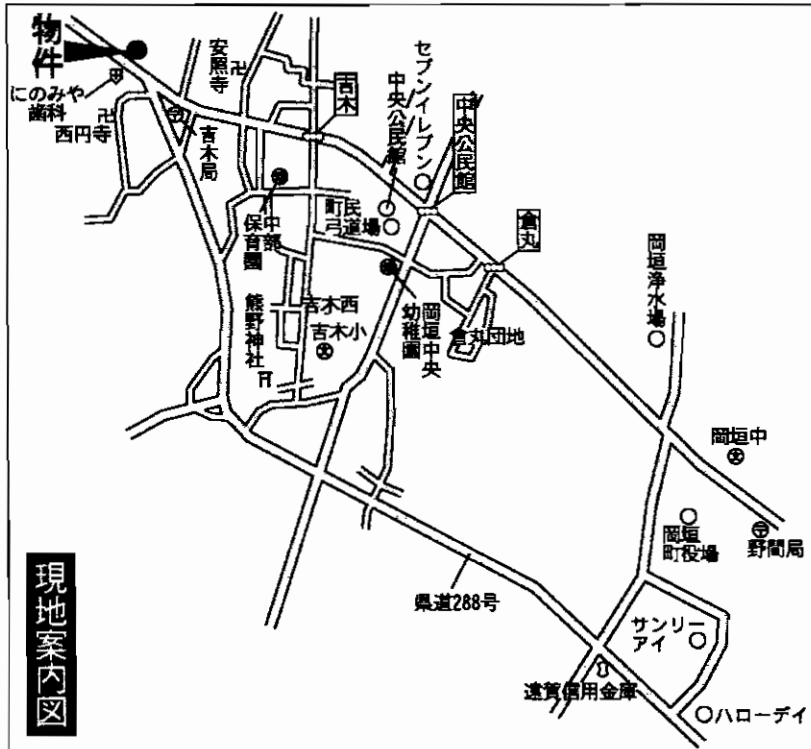 物件
にのみや
歯科
西円寺
吉木局
安照寺
吉木
セブンイレブン
中央公民館
中央公民館
倉丸
町民
弓道場
中部
保育園
熊野神社
吉木西
吉木小
岡垣中央
幼稚園
倉丸団地
岡垣浄水場
岡垣中
岡垣
町役場
野間局
県道288号
サンリー
アイ
遠賀信用金庫
ハローデイ
現地案内図